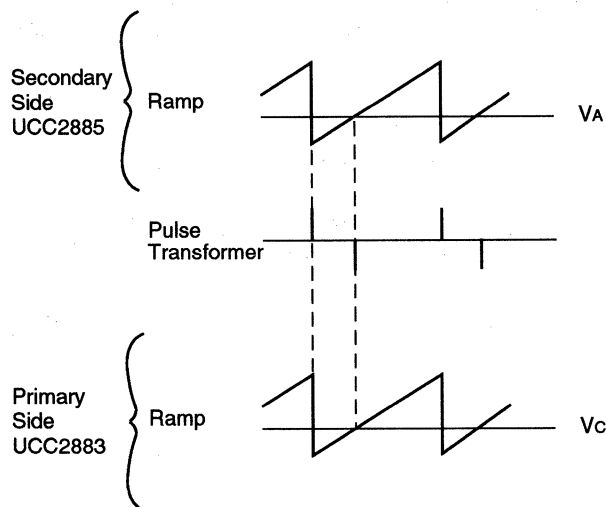 Secondary
Side
UCC2885
Ramp
VA
Pulse
Transformer
Primary
Side
UCC2883
Ramp
VC